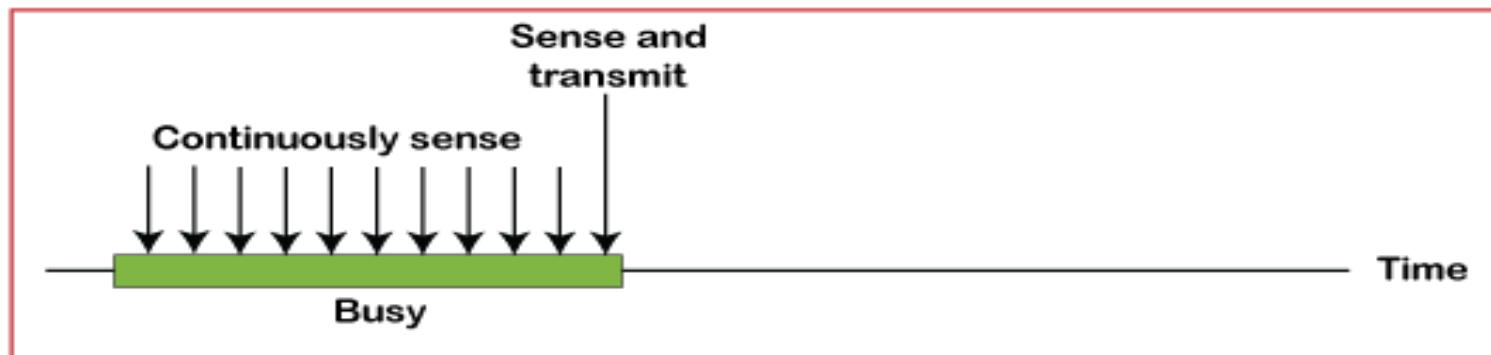 Sense and
transmit
Continuously sense
Time
Busy